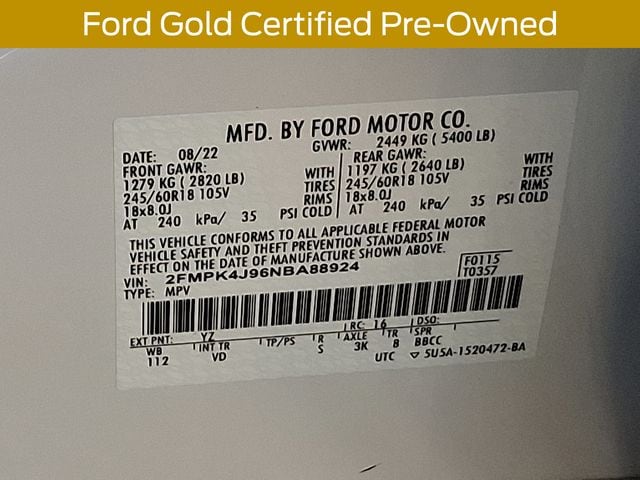 Ford Gold Certified Pre-Owned
MFD. BY FORD MOTOR CO.
DATE: 08/22 GVWR: 2449 KG ( 5400 LB)
FRONT GAWR: REAR GAWR:
1279 KG ( 2820 LB) WITH 1197 KG ( 2640 LB) WITH
245/60R18 105V TIRES 245/60R18 105V TIRES
18x8.0J RIMS 18x8.0J RIMS
AT 240 kPa/ 35 PSI COLD AT 240 kPa/ 35 PSI COLD
THIS VEHICLE CONFORMS TO ALL APPLICABLE FEDERAL MOTOR
VEHICLE SAFETY AND THEFT PREVENTION STANDARDS IN
EFFECT ON THE DATE OF MANUFACTURE SHOWN ABOVE.
VIN: 2FMPK4J96NBA88924 F0115
TYPE: MPV T0357
EXT PNT: YZ RC: 16 DSO:
WB INT TR TP/PS R AXLE TR SPR
112 VD S 3K 8 BBCC
UTC ▽ 5U5A-1520472-BA